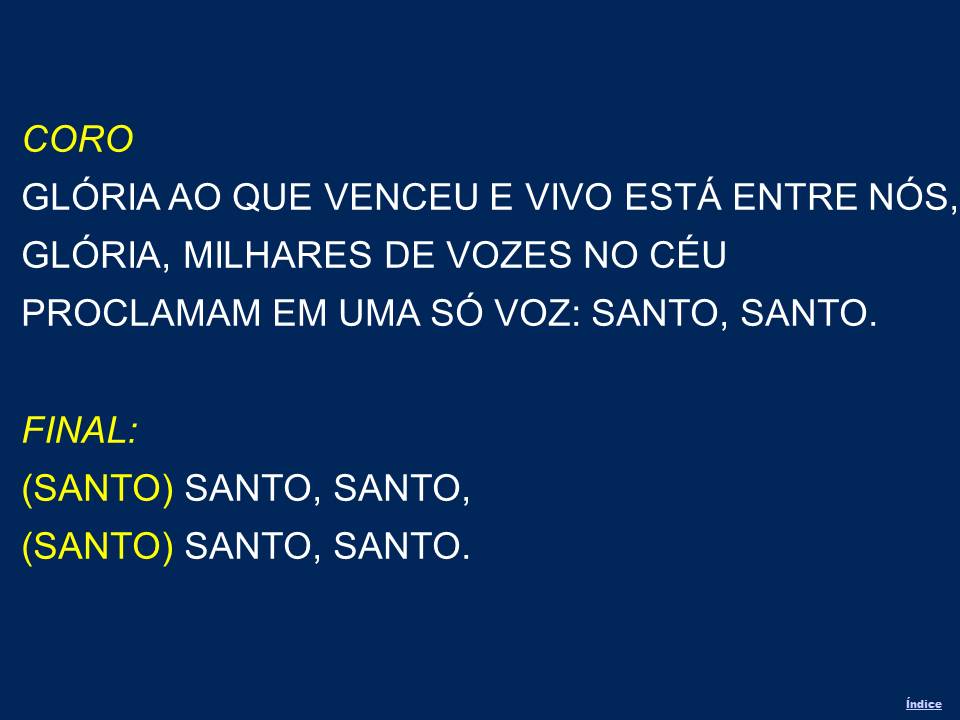 CORO
GLÓRIA AO QUE VENCEU E VIVO ESTÁ ENTRE NÓS,
GLÓRIA, MILHARES DE VOZES NO CÉU
PROCLAMAM EM UMA SÓ VOZ: SANTO, SANTO.
FINAL:
(SANTO) SANTO, SANTO,
(SANTO) SANTO, SANTO.
Índice